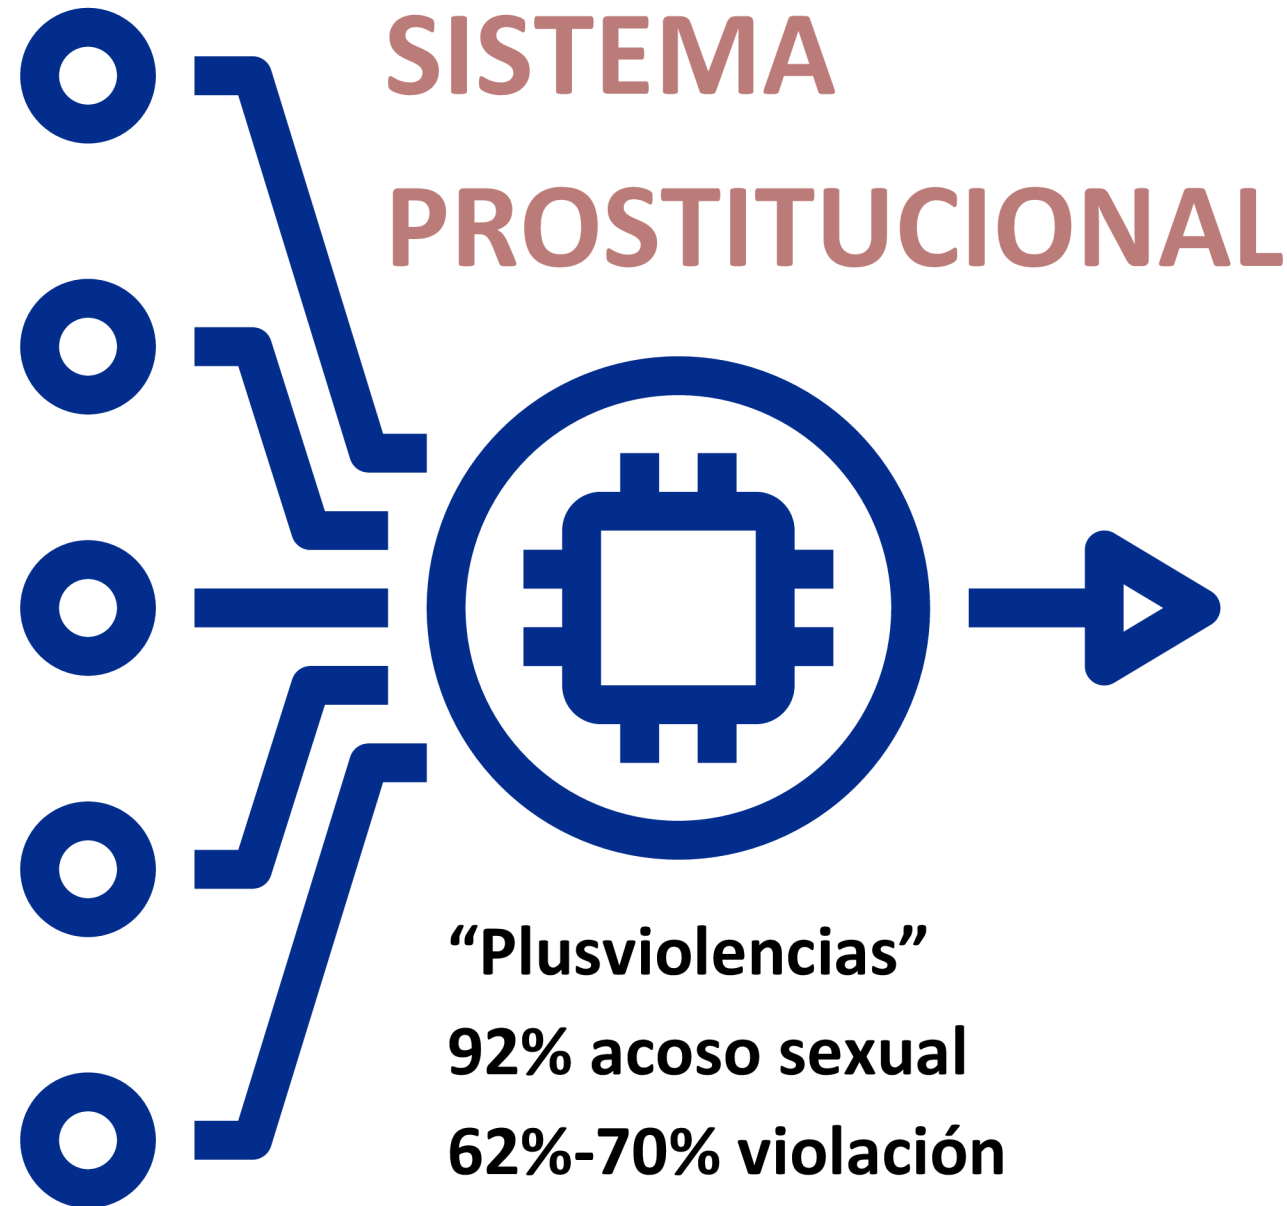 SISTEMA
PROSTITUCIONAL
“Plusviolencias”
92% acoso sexual
62%-70% violación